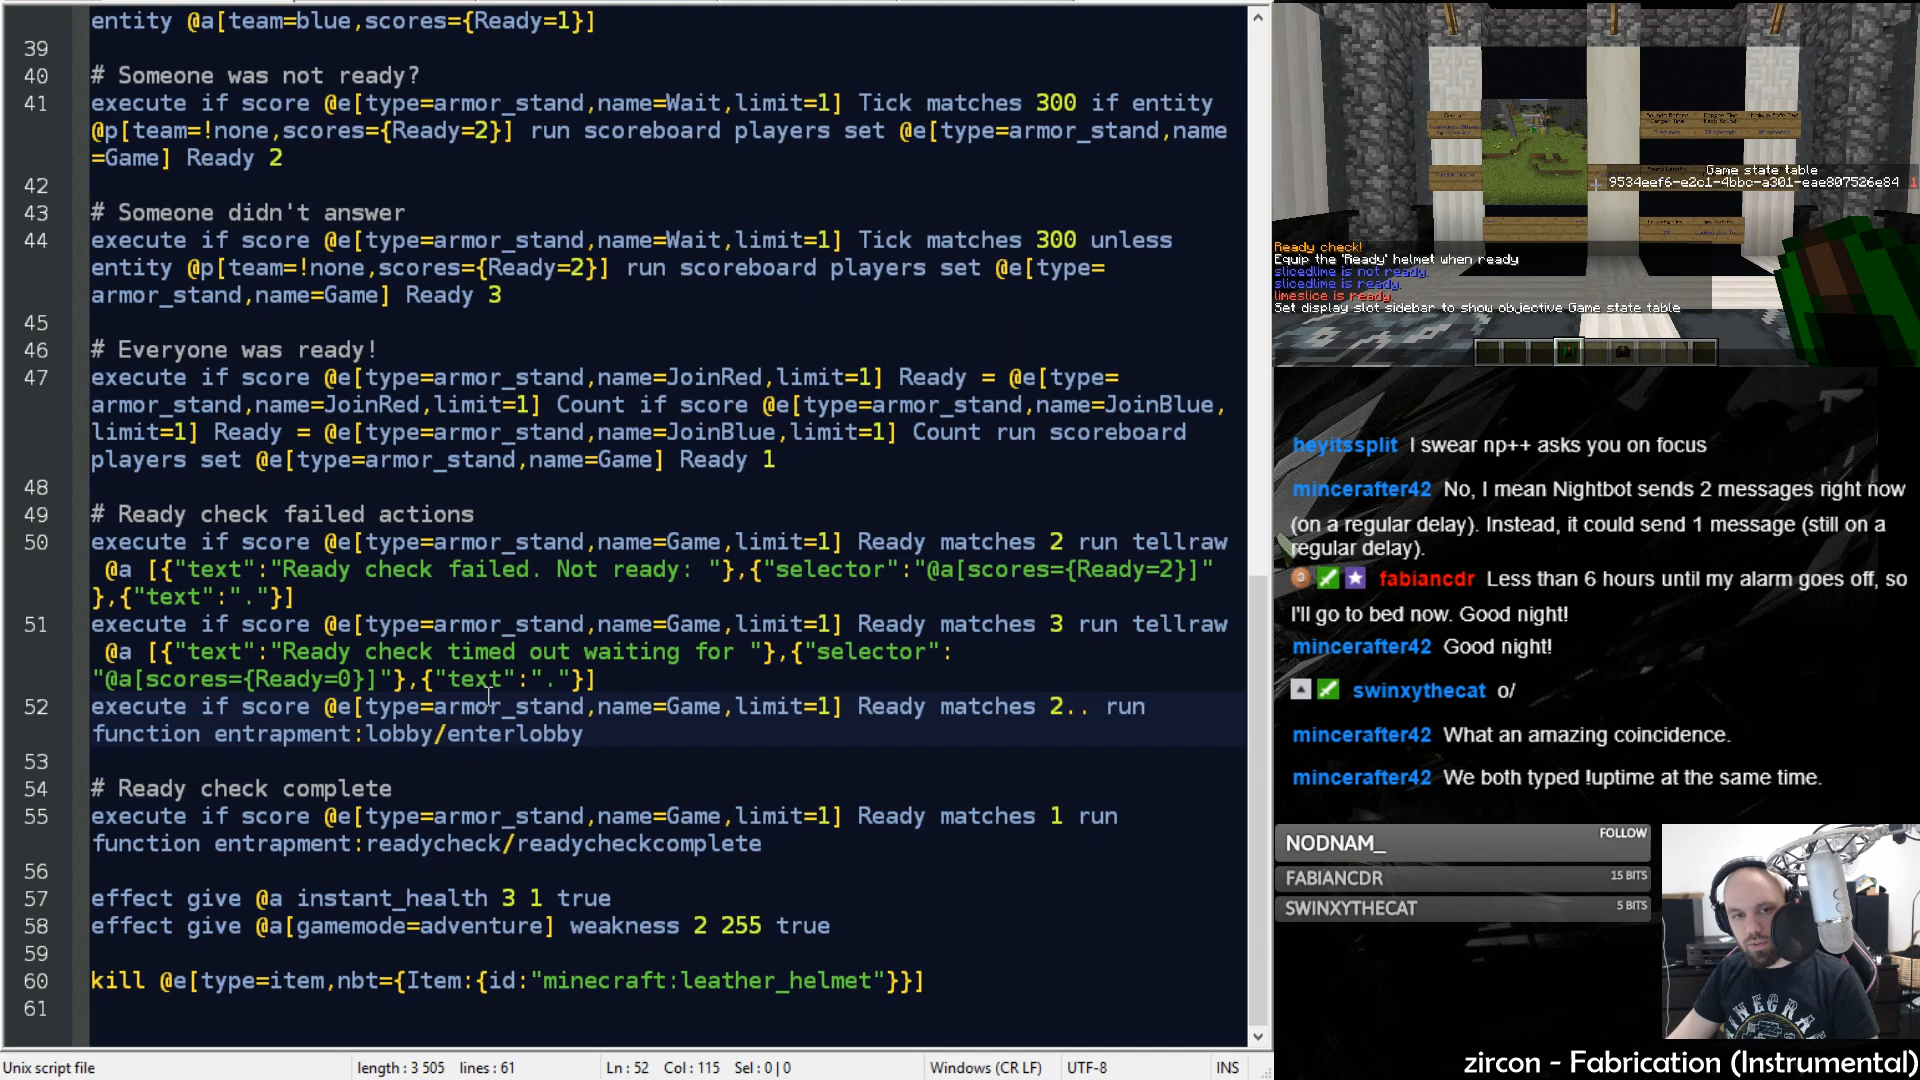 entity @a[team=blue,scores={Ready=1}]
39
40 # Someone was not ready?
41 execute if score @e[type=armor_stand,name=Wait,limit=1] Tick matches 300 if entity
@p[team=!none,scores={Ready=2}] run scoreboard players set @e[type=armor_stand,name
=Game] Ready 2
42
43 # Someone didn't answer
44 execute if score @e[type=armor_stand,name=Wait,limit=1] Tick matches 300 unless
entity @p[team=!none,scores={Ready=2}] run scoreboard players set @e[type=
armor_stand,name=Game] Ready 3
45
46 # Everyone was ready!
47 execute if score @e[type=armor_stand,name=JoinRed,limit=1] Ready = @e[type=
armor_stand,name=JoinRed,limit=1] Count if score @e[type=armor_stand,name=JoinBlue,
limit=1] Ready = @e[type=armor_stand,name=JoinBlue,limit=1] Count run scoreboard
players set @e[type=armor_stand,name=Game] Ready 1
48
49 # Ready check failed actions
50 execute if score @e[type=armor_stand,name=Game,limit=1] Ready matches 2 run tellraw
@a [{"text":"Ready check failed. Not ready: "},{"selector":"@a[scores={Ready=2}]"
},{"text":"."}]
51 execute if score @e[type=armor_stand,name=Game,limit=1] Ready matches 3 run tellraw
@a [{"text":"Ready check timed out waiting for "},{"selector":
"@a[scores={Ready=0}]"},{"text":"."}]
52 execute if score @e[type=armor_stand,name=Game,limit=1] Ready matches 2.. run
function entrapment:lobby/enterlobby
53
54 # Ready check complete
55 execute if score @e[type=armor_stand,name=Game,limit=1] Ready matches 1 run
function entrapment:readycheck/readycheckcomplete
56
57 effect give @a instant_health 3 1 true
58 effect give @a[gamemode=adventure] weakness 2 255 true
59
60 kill @e[type=item,nbt={Item:{id:"minecraft:leather_helmet"}}]
61
Unix script file length : 3 505 lines : 61 Ln : 52 Col : 115 Sel : 0 | 0 Windows (CR LF) UTF-8 INS
Game state table
9534eef6-e2c1-4bbc-a301-eae807526e84 1
Ready check!
Equip the 'Ready' helmet when ready
slicedlime is not ready.
slicedlime is ready.
limeslice is ready.
Set display slot sidebar to show objective Game state table
heyitssplit I swear np++ asks you on focus
mincerafter42 No, I mean Nightbot sends 2 messages right now
(on a regular delay). Instead, it could send 1 message (still on a
regular delay).
fabiancdr Less than 6 hours until my alarm goes off, so
I'll go to bed now. Good night!
mincerafter42 Good night!
swinxythecat o/
mincerafter42 What an amazing coincidence.
mincerafter42 We both typed !uptime at the same time.
NODNAM_ FOLLOW
FABIANCDR 15 BITS
SWINXYTHECAT 5 BITS
zircon - Fabrication (Instrumental)